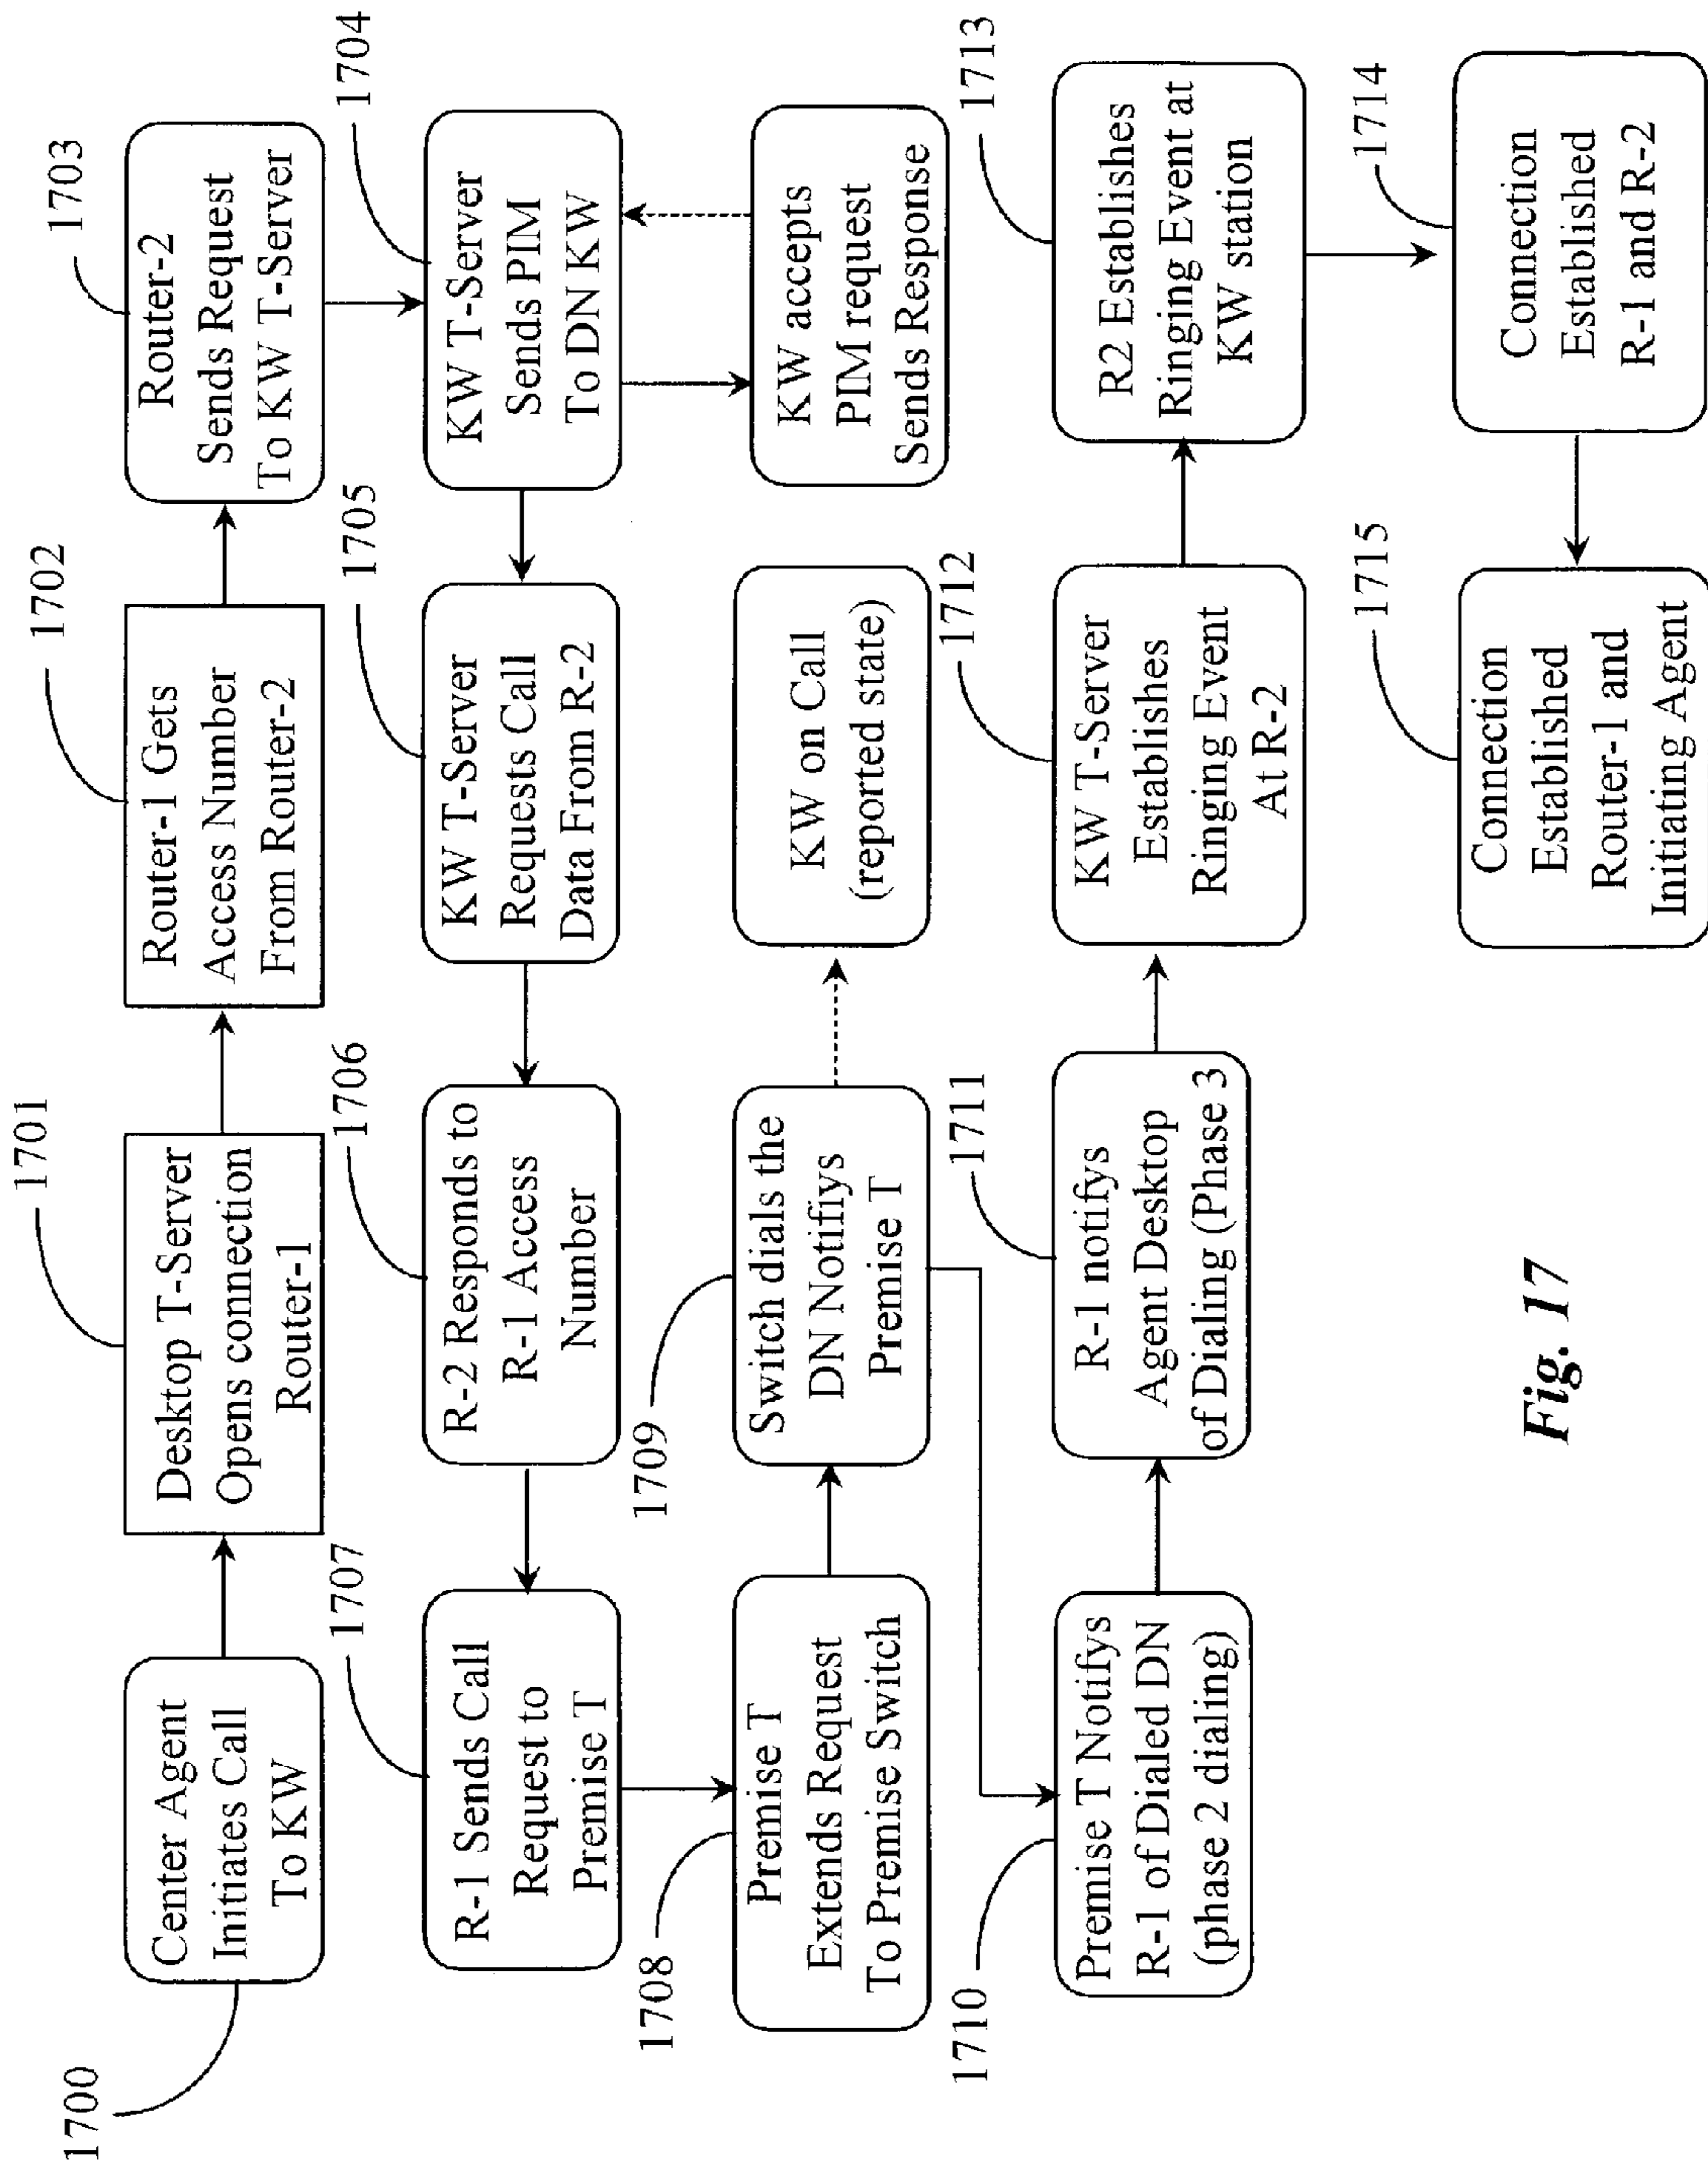 1700
Center Agent
Initiates Call
To KW
1701
Desktop T-Server
Opens connection
Router-1
1702
Router-1 Gets
Access Number
From Router-2
1703
Router-2
Sends Request
To KW T-Server
1704
KW T-Server
Sends PIM
To DN KW
KW accepts
PIM request
Sends Response
1705
KW T-Server
Requests Call
Data From R-2
1706
R-2 Responds to
R-1 Access
Number
1707
R-1 Sends Call
Request to
Premise T
1708
Premise T
Extends Request
To Premise Switch
1709
Switch dials the
DN Notifiys
Premise T
KW on Call
(reported state)
1710
Premise T Notifys
R-1 of Dialed DN
(phase 2 dialing)
1711
R-1 notifys
Agent Desktop
of Dialing (Phase 3
1712
KW T-Server
Establishes
Ringing Event
At R-2
1713
R2 Establishes
Ringing Event at
KW station
1714
Connection
Established
R-1 and R-2
1715
Connection
Established
Router-1 and
Initiating Agent
Fig. 17